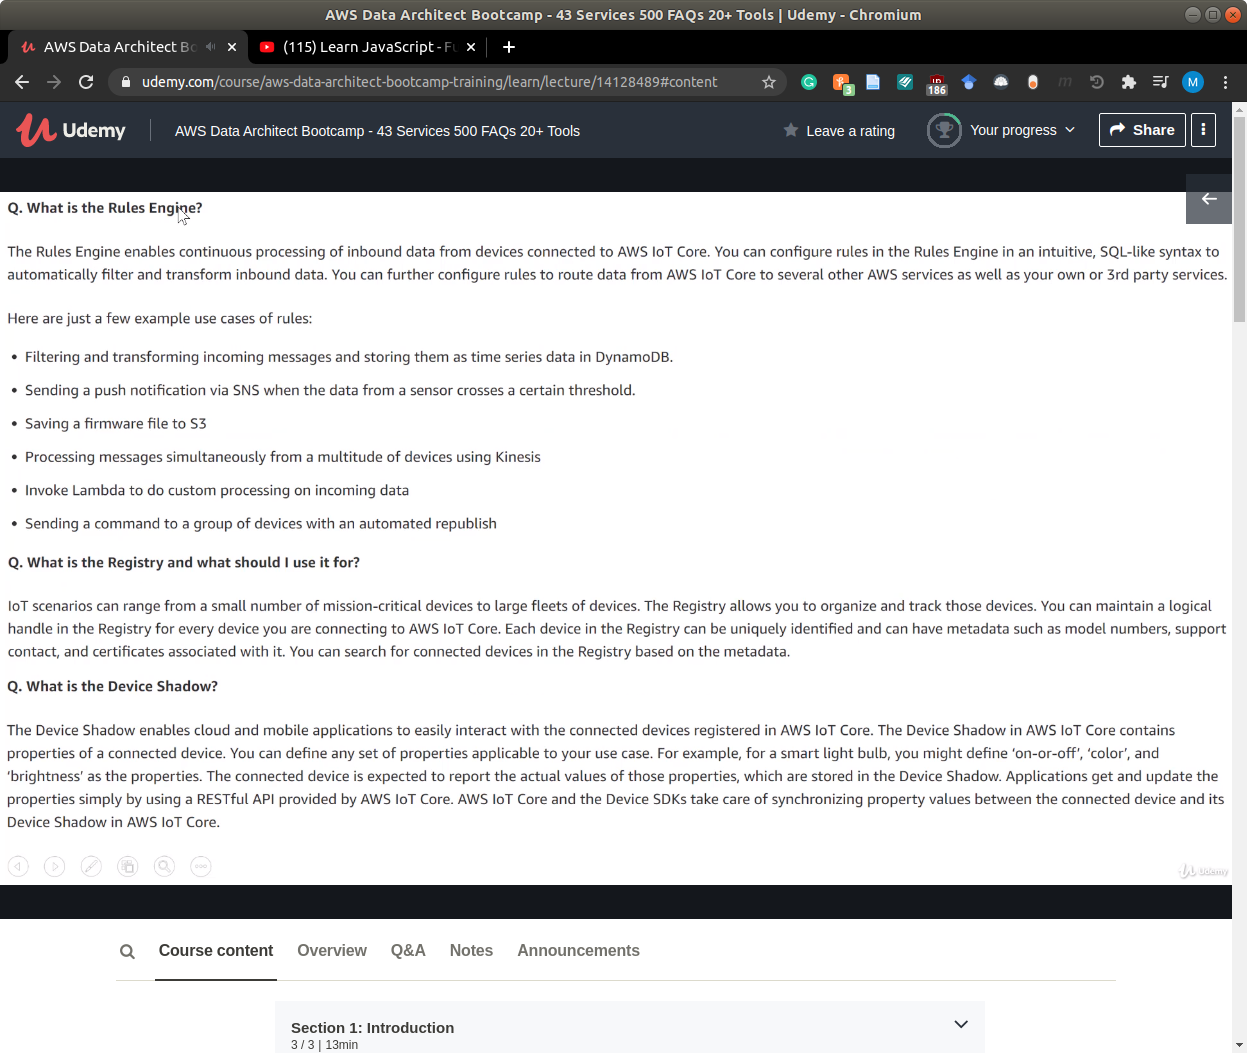 AWS Data Architect Bootcamp - 43 Services 500 FAQs 20+ Tools | Udemy - Chromium
AWS Data Architect Bo
(115) Learn JavaScript - Fu
udemy.com/course/aws-data-architect-bootcamp-training/learn/lecture/14128489#content
3
186
M
Udemy
AWS Data Architect Bootcamp - 43 Services 500 FAQs 20+ Tools
Leave a rating
Your progress
Share
Q. What is the Rules Engine?
The Rules Engine enables continuous processing of inbound data from devices connected to AWS IoT Core. You can configure rules in the Rules Engine in an intuitive, SQL-like syntax to
automatically filter and transform inbound data. You can further configure rules to route data from AWS IoT Core to several other AWS services as well as your own or 3rd party services.
Here are just a few example use cases of rules:
• Filtering and transforming incoming messages and storing them as time series data in DynamoDB.
• Sending a push notification via SNS when the data from a sensor crosses a certain threshold.
• Saving a firmware file to S3
• Processing messages simultaneously from a multitude of devices using Kinesis
• Invoke Lambda to do custom processing on incoming data
• Sending a command to a group of devices with an automated republish
Q. What is the Registry and what should I use it for?
IoT scenarios can range from a small number of mission-critical devices to large fleets of devices. The Registry allows you to organize and track those devices. You can maintain a logical
handle in the Registry for every device you are connecting to AWS IoT Core. Each device in the Registry can be uniquely identified and can have metadata such as model numbers, support
contact, and certificates associated with it. You can search for connected devices in the Registry based on the metadata.
Q. What is the Device Shadow?
The Device Shadow enables cloud and mobile applications to easily interact with the connected devices registered in AWS IoT Core. The Device Shadow in AWS IoT Core contains
properties of a connected device. You can define any set of properties applicable to your use case. For example, for a smart light bulb, you might define ‘on-or-off’, ‘color’, and
‘brightness’ as the properties. The connected device is expected to report the actual values of those properties, which are stored in the Device Shadow. Applications get and update the
properties simply by using a RESTful API provided by AWS IoT Core. AWS IoT Core and the Device SDKs take care of synchronizing property values between the connected device and its
Device Shadow in AWS IoT Core.
Udemy
Course content
Overview
Q&A
Notes
Announcements
Section 1: Introduction
3 / 3 | 13min